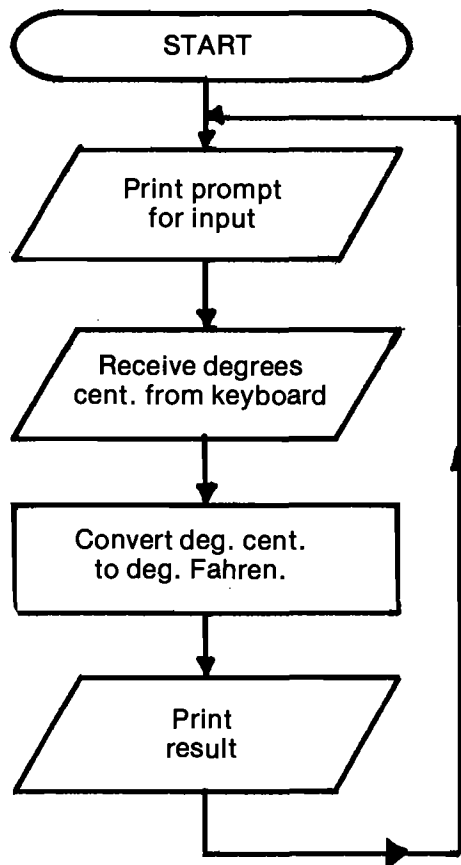 START
Print prompt
for input
Receive degrees
cent. from keyboard
Convert deg. cent.
to deg. Fahren.
Print
result